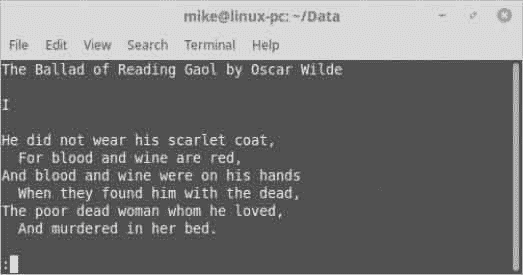 mike@linux-pc: ~/Data
File Edit View Search Terminal Help
The Ballad of Reading Gaol by Oscar Wilde
I
He did not wear his scarlet coat,
For blood and wine are red,
And blood and wine were on his hands
When they found him with the dead,
The poor dead woman whom he loved,
And murdered in her bed.
: